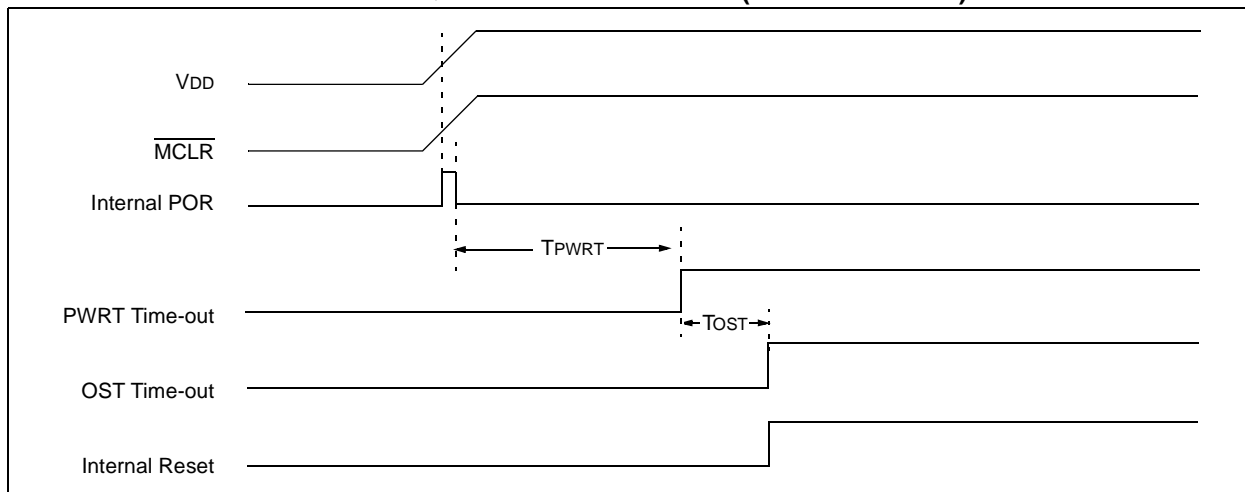 VDD
MCLR
Internal POR
TPWRT
PWRT Time-out
TOST
OST Time-out
Internal Reset